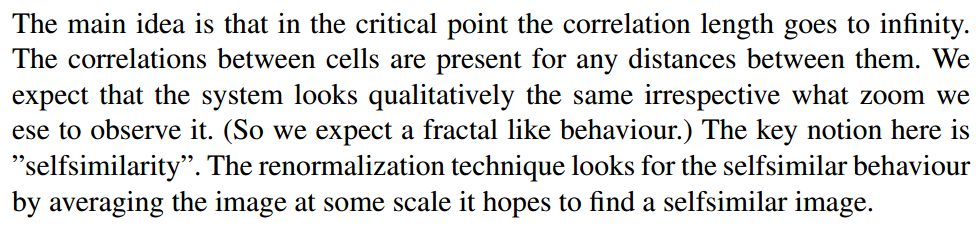 The main idea is that in the critical point the correlation length goes to infinity.
The correlations between cells are present for any distances between them. We
expect that the system looks qualitatively the same irrespective what zoom we
ese to observe it. (So we expect a fractal like behaviour.) The key notion here is
”selfsimilarity”. The renormalization technique looks for the selfsimilar behaviour
by averaging the image at some scale it hopes to find a selfsimilar image.